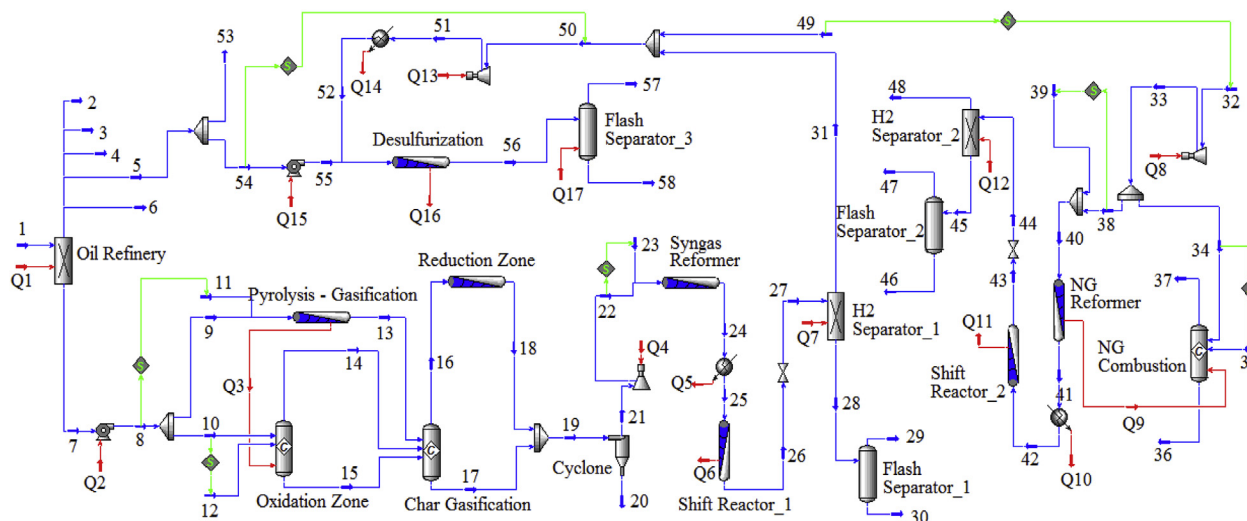 53
51
50
49
2
3
4
5
Q14
Q13
52
57
48
39
33
32
31
H2
Separator_2
Q8
Desulfurization
56
Flash
Separator_3
54
55
6
Q15
Q16
Q17
58
47
Q12
44
38
Flash
Separator_2
45
40
34
1
Oil Refinery
Q1
23
Syngas
Reformer
46
43
37
NG
Reformer
11
Reduction Zone
22
27
Pyrolysis - Gasification
9
13
24
Q7
H2
Separator_1
Q11
NG
Combustion
3
14
16
18
Q4
Q5
Shift
Reactor_2
Q3
25
41
Q9
21
28
7
8
10
19
29
42
36
Q2
15
17
Cyclone
Q6
26
Flash
Separator_1
Q10
12
Oxidation Zone
Char Gasification
20
Shift Reactor_1
30
S
S
S
S
S
S
C
C
C